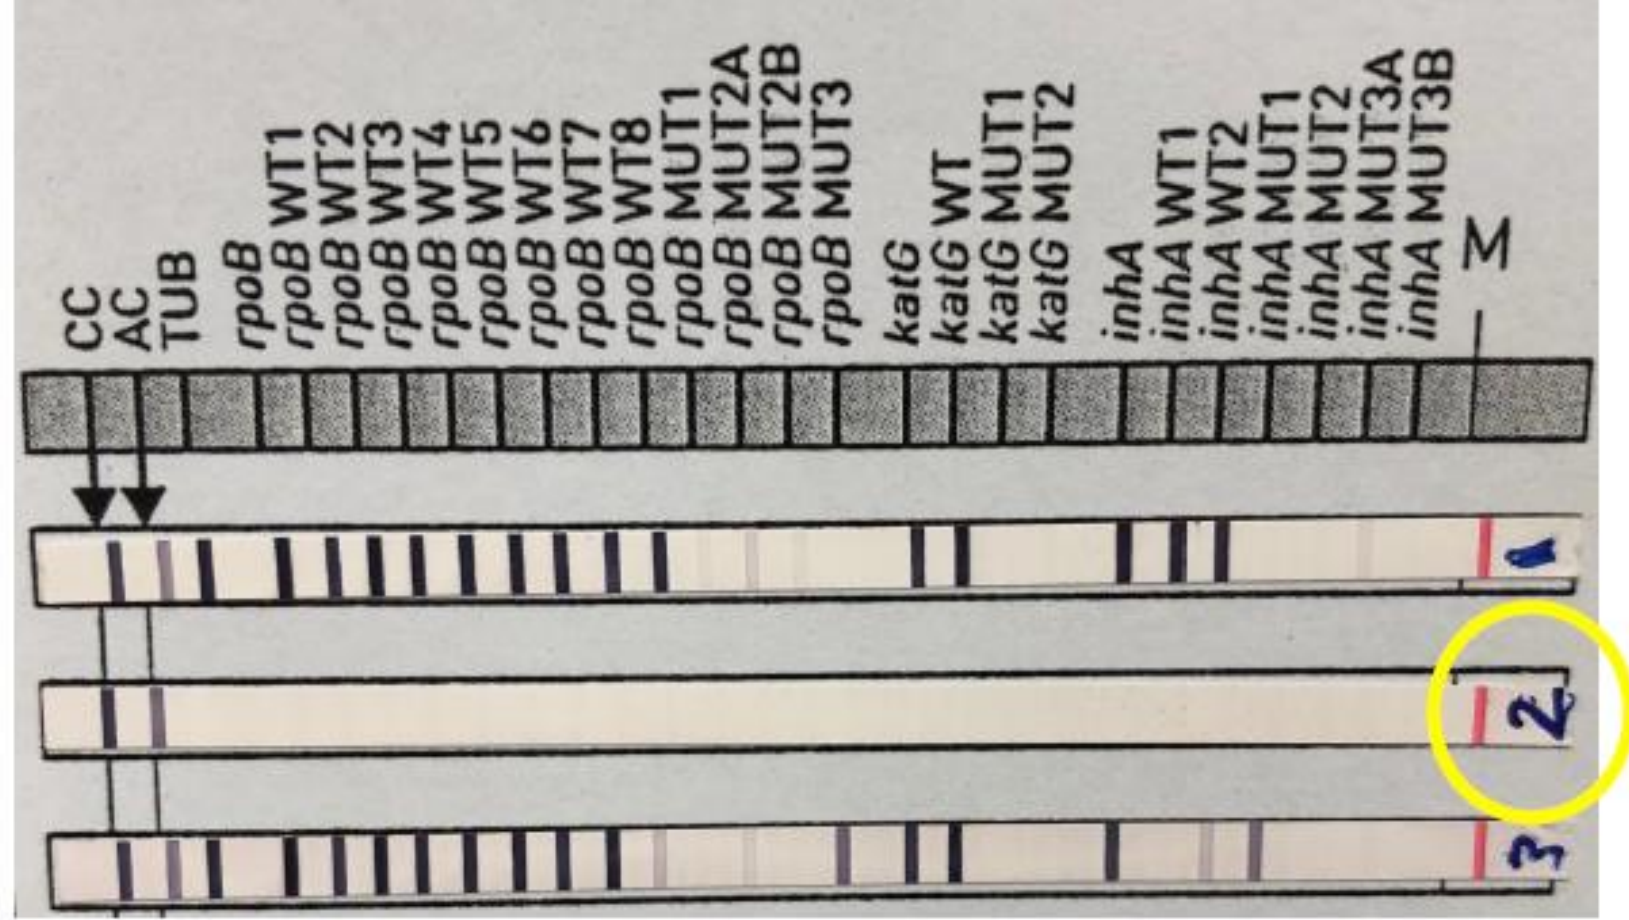 CC
AC
TUB
rpoB
rpoB WT1
rpoB WT2
rpoB WT3
rpoB WT4
rpoB WT5
rpoB WT6
rpoB WT7
rpoB WT8
rpoB MUT1
rpoB MUT2A
rpoB MUT2B
rpoB MUT3
katG
katG WT
katG MUT1
katG MUT2
inhA
inhA WT1
inhA WT2
inhA MUT1
inhA MUT2
inhA MUT3A
inhA MUT3B
M
1
2
3